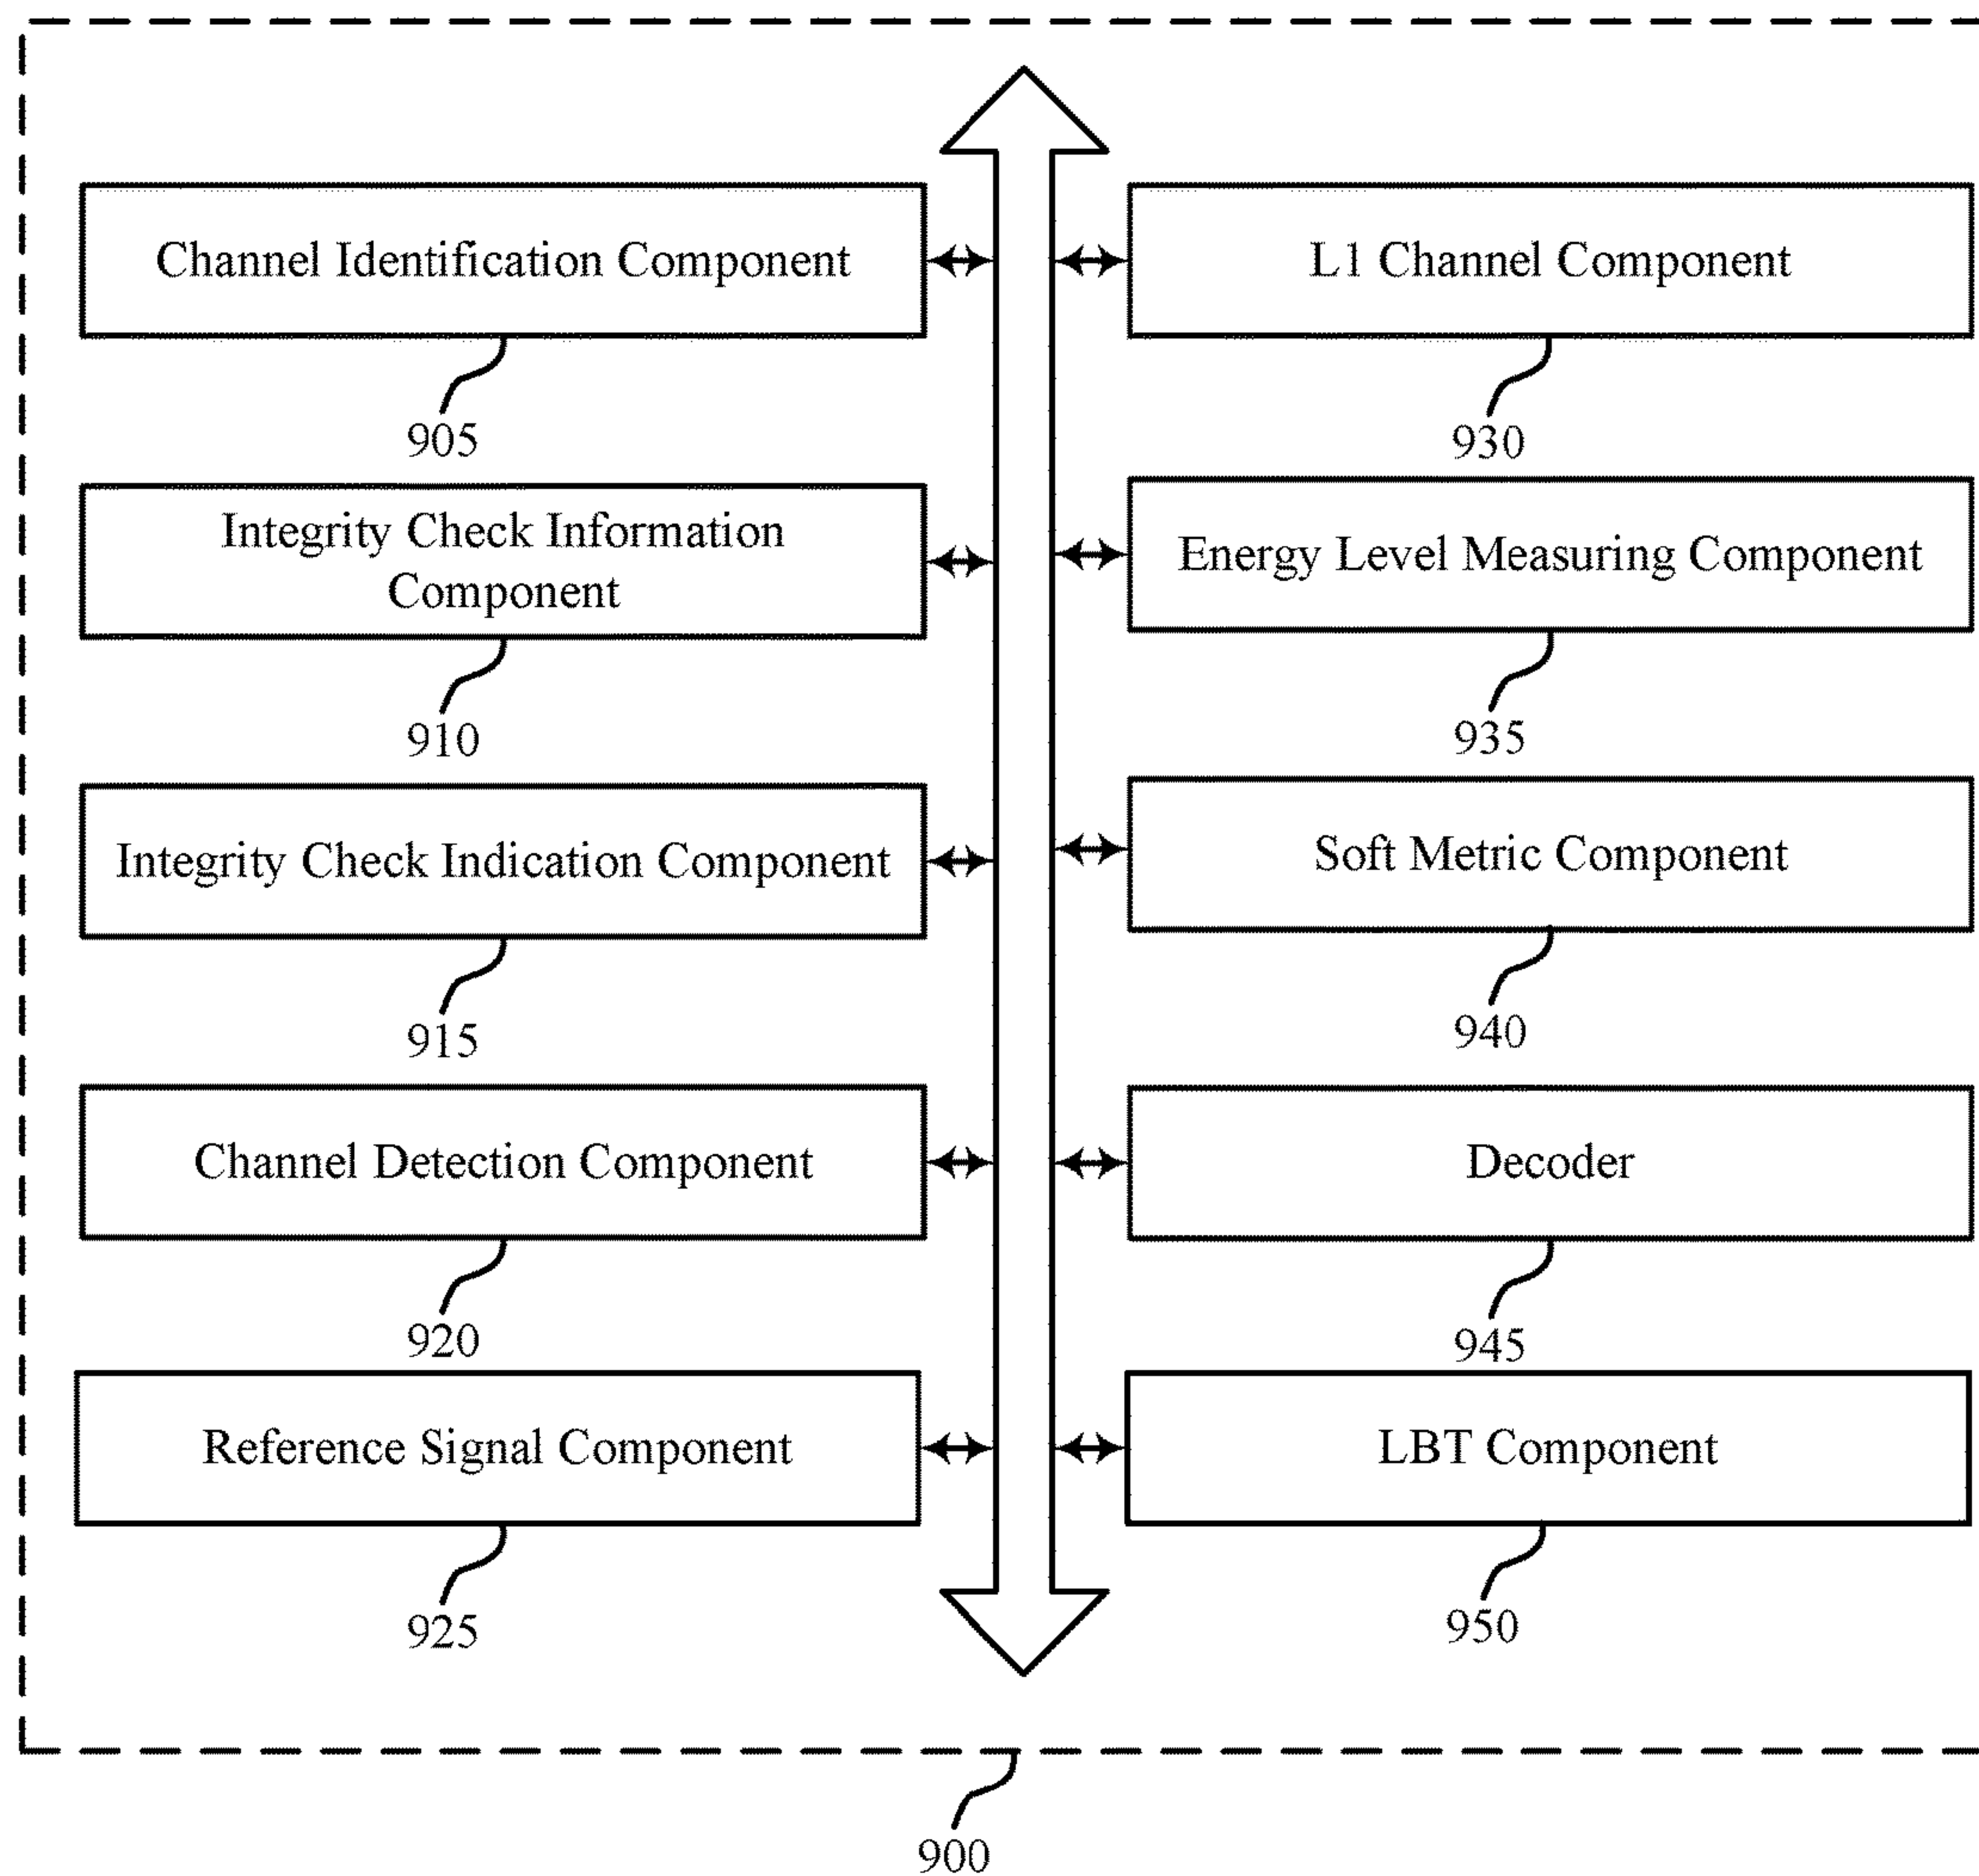 Channel Identification Component
905
Integrity Check Information
Component
910
Integrity Check Indication Component
915
Channel Detection Component
920
Reference Signal Component
925
L1 Channel Component
930
Energy Level Measuring Component
935
Soft Metric Component
940
Decoder
945
LBT Component
950
900